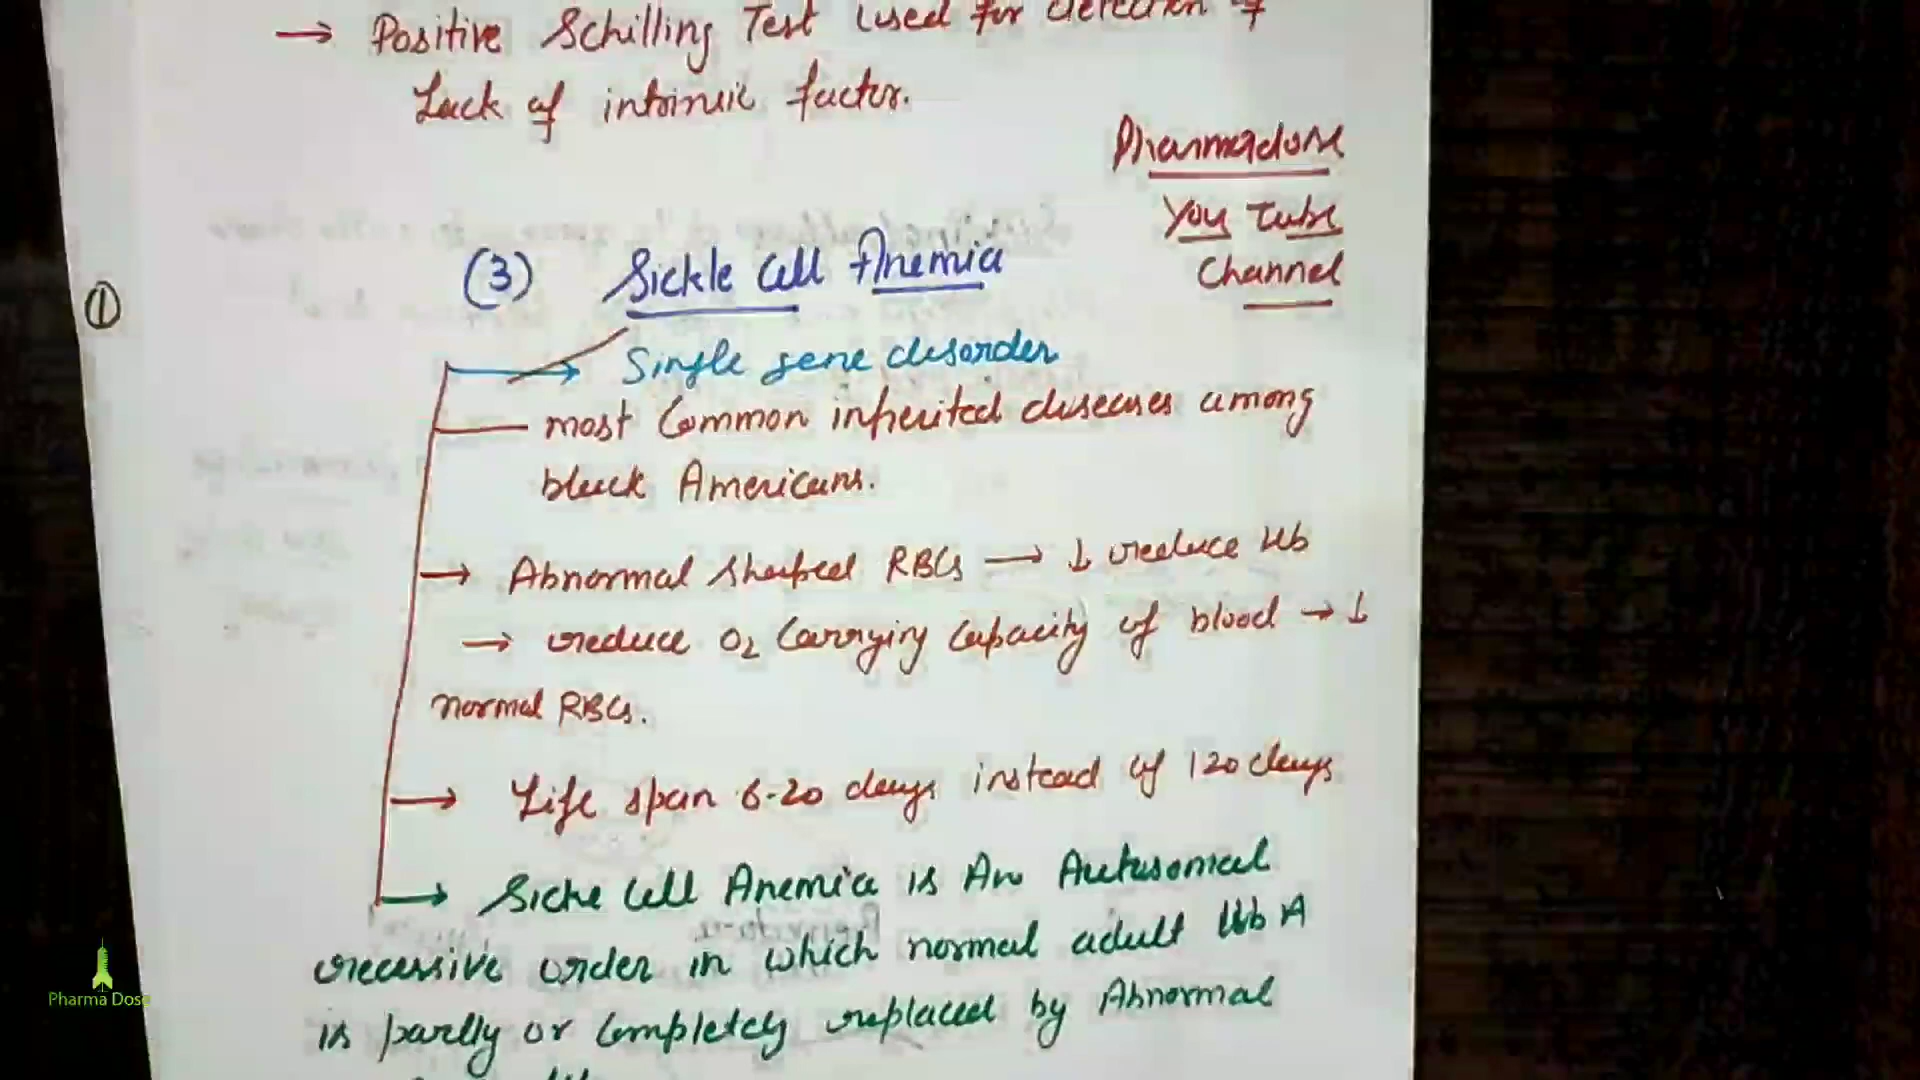 → Positive Schilling Test used for detection of
Lack of intrinsic factor.
Pharmadose
You Tube
Channel
(3) Sickle Cell Anemia
①
→ Single gene disorder
most Common inherited diseases among
black Americans.
→ Abnormal shaped RBCs → ↓ reduce Hb
→ reduce O2 Carrying Capacity of blood → ↓
normal RBCs.
→ Life span 6-20 days instead of 120 days
→ Sickle Cell Anemia is An Autosomal
recessive order in which normal adult Hb A
is partly or Completely replaced by Abnormal
Pharma Dose